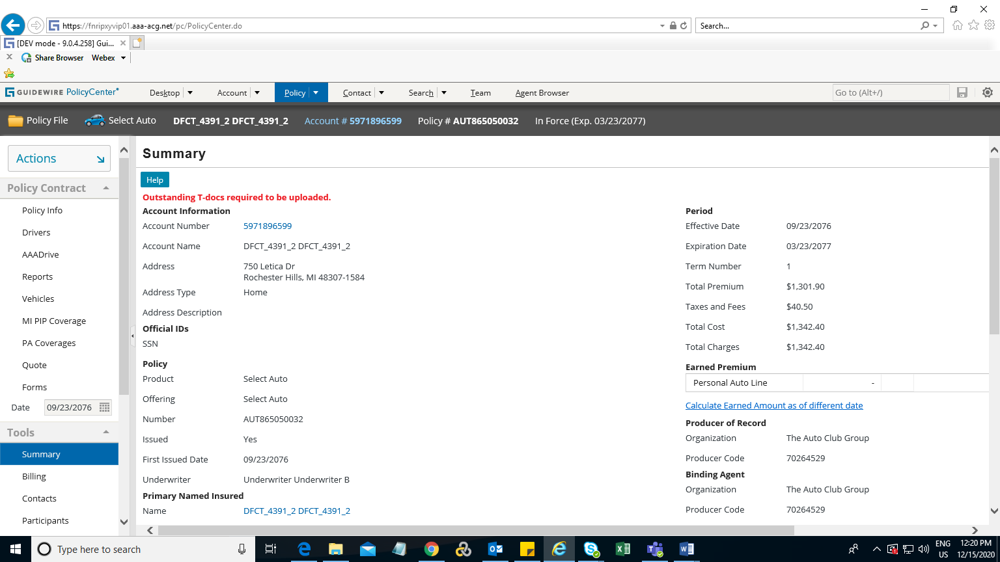 https://fnripxyvip01.aaa-acg.net/pc/PolicyCenter.do
Search...
[DEV mode - 9.0.4.258] Gui...
x Share Browser Webex
GUIDEWIRE PolicyCenter®
Desktop Account Policy Contact Search Team Agent Browser Go to (Alt+/)
Policy File Select Auto DFCT_4391_2 DFCT_4391_2 Account # 5971896599 Policy # AUT865050032 In Force (Exp. 03/23/2077)
Actions
Policy Contract
Policy Info
Drivers
AAADrive
Reports
Vehicles
MI PIP Coverage
PA Coverages
Quote
Forms
Date 09/23/2076
Tools
Summary
Billing
Contacts
Participants
Summary
Help
Outstanding T-docs required to be uploaded.
Account Information
Account Number 5971896599
Account Name DFCT_4391_2 DFCT_4391_2
Address 750 Letica Dr
Rochester Hills, MI 48307-1584
Address Type Home
Address Description
Official IDs
SSN
Policy
Product Select Auto
Offering Select Auto
Number AUT865050032
Issued Yes
First Issued Date 09/23/2076
Underwriter Underwriter Underwriter B
Primary Named Insured
Name DFCT_4391_2 DFCT_4391_2
Period
Effective Date 09/23/2076
Expiration Date 03/23/2077
Term Number 1
Total Premium $1,301.90
Taxes and Fees $40.50
Total Cost $1,342.40
Total Charges $1,342.40
Earned Premium
Personal Auto Line -
Calculate Earned Amount as of different date
Producer of Record
Organization The Auto Club Group
Producer Code 70264529
Binding Agent
Organization The Auto Club Group
Producer Code 70264529
Type here to search
ENG
US
12:20 PM
12/15/2020